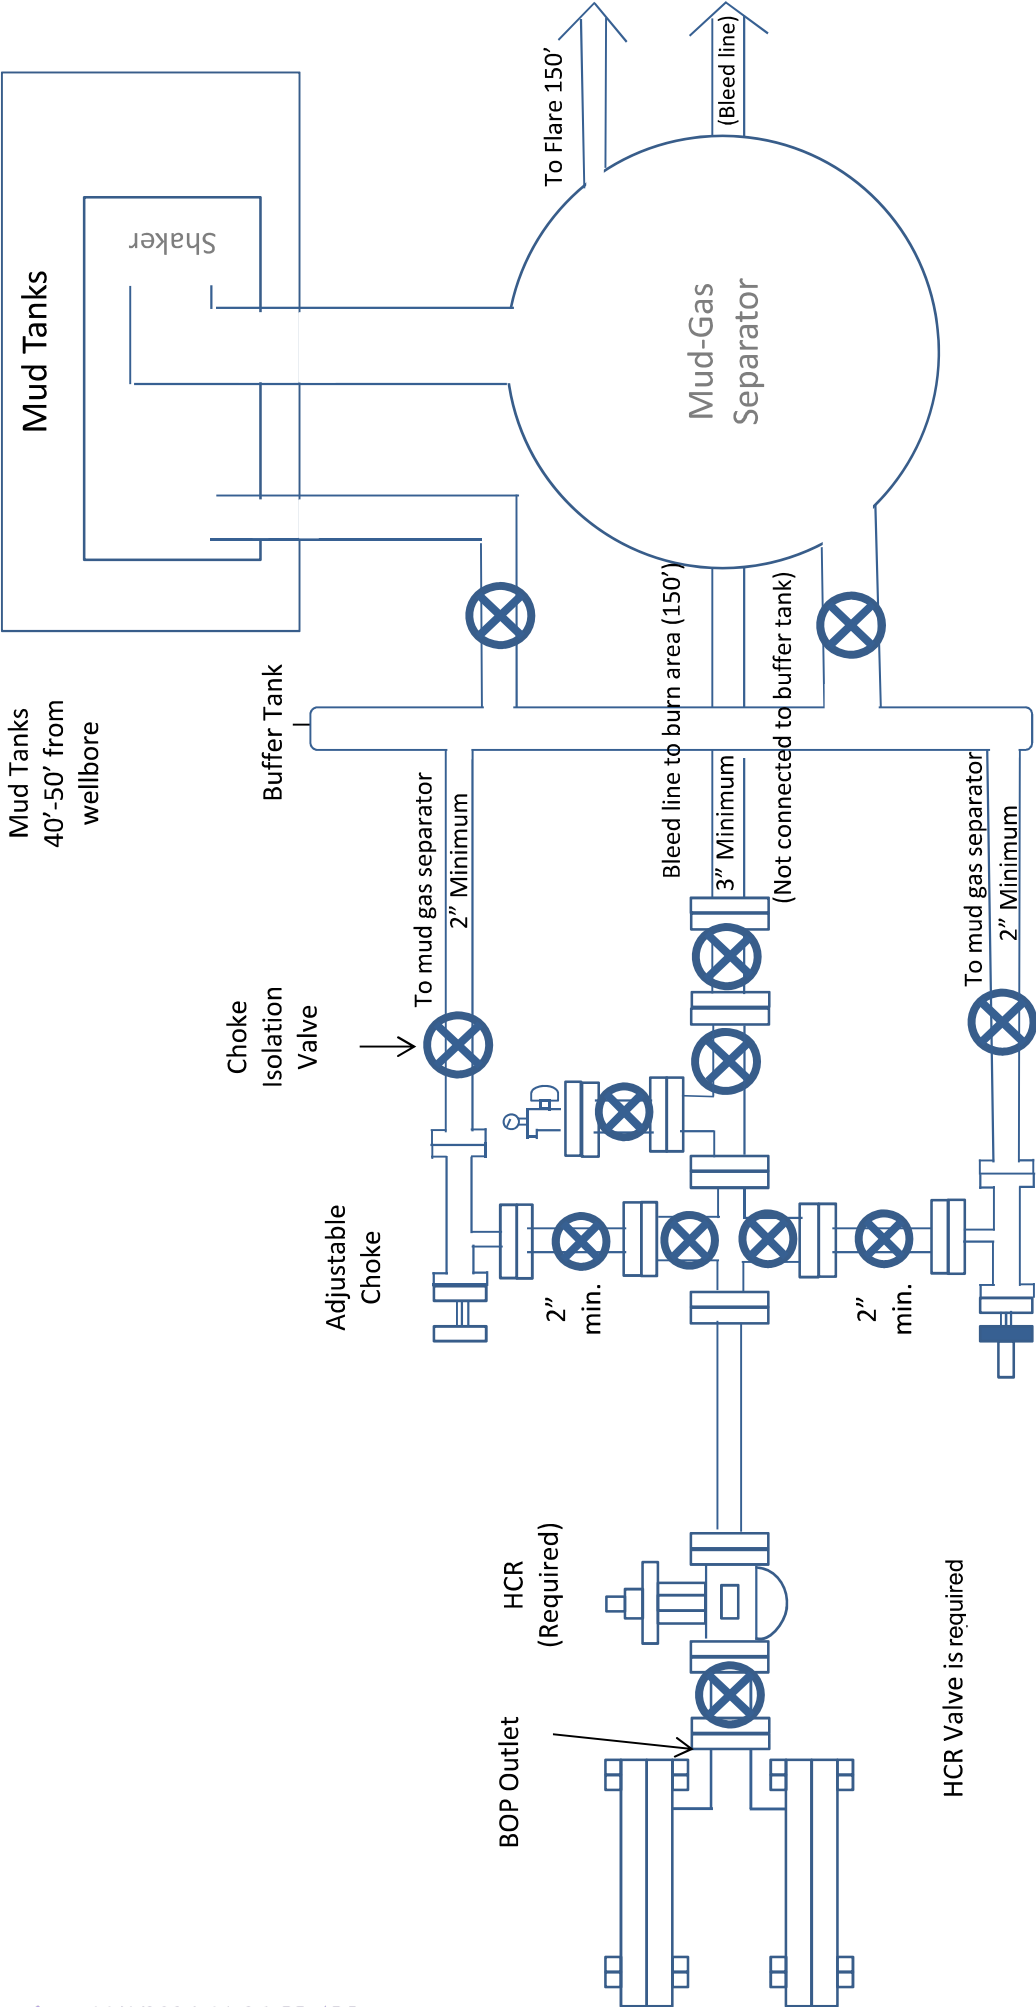 Mud Tanks
Shaker
To Flare 150’
(Bleed line)
Mud-Gas
Separator
Mud Tanks
40’-50’ from
wellbore
Buffer Tank
Bleed line to burn area (150’)
3” Minimum
(Not connected to buffer tank)
To mud gas separator
2” Minimum
To mud gas separator
2” Minimum
Choke
Isolation
Valve
Adjustable
Choke
2”
min.
2”
min.
HCR
(Required)
BOP Outlet
HCR Valve is required